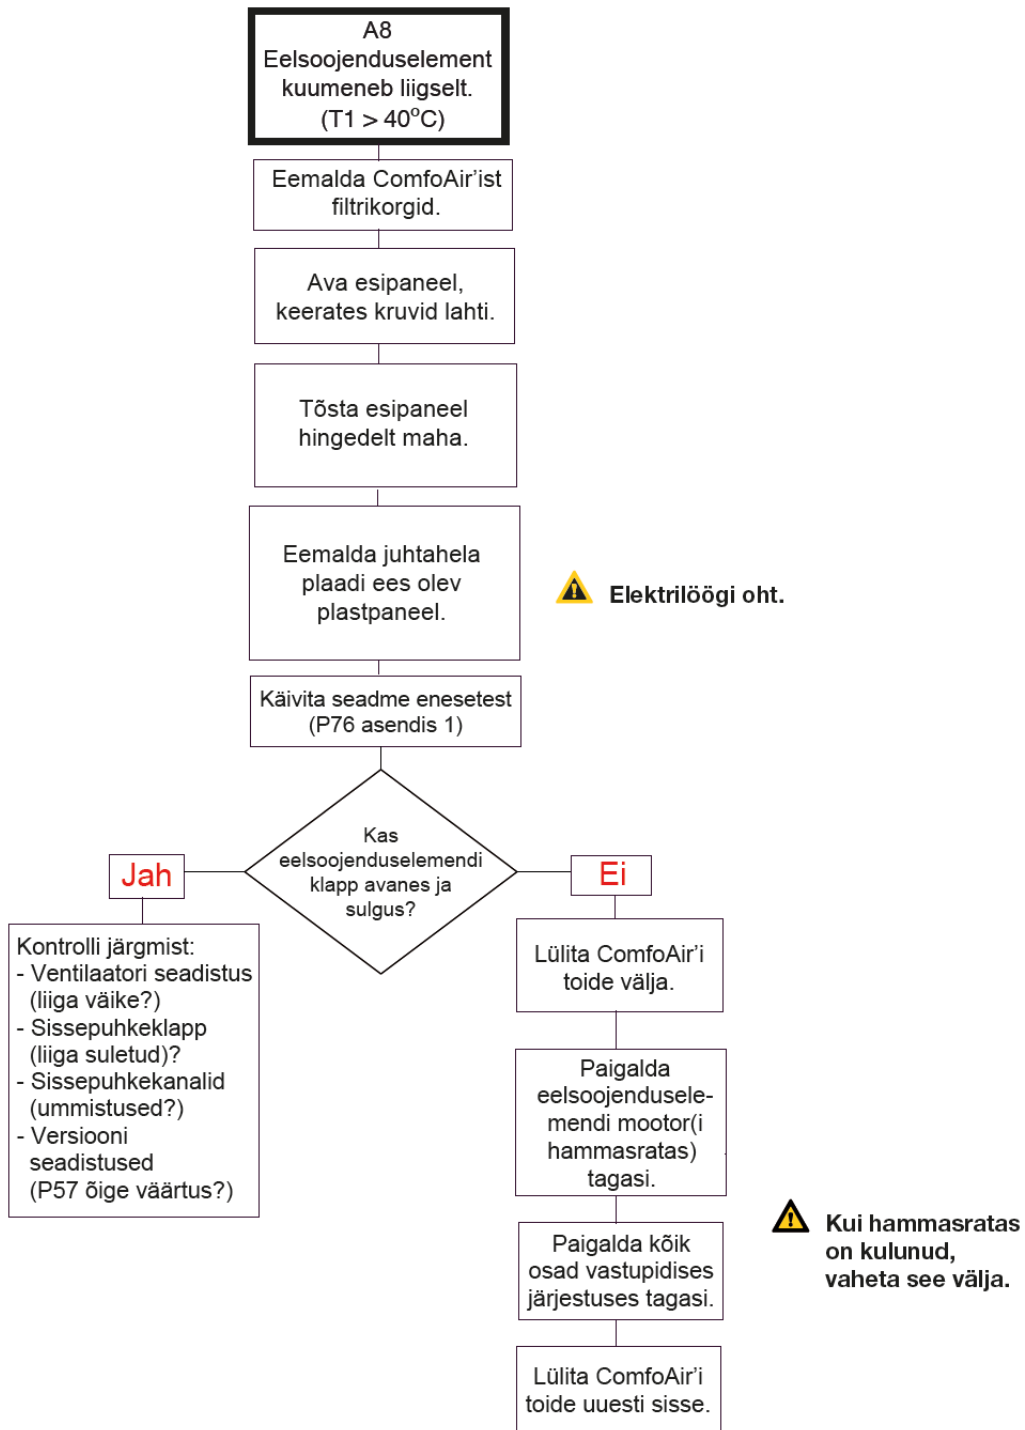 A8
Eelsoojenduselement
kuumeneb liigselt.
(T1 > 40°C)
Eemalda ComfoAir'ist
filtrikorgid.
Ava esipaneel,
keerates kruvid lahti.
Tõsta esipaneel
hingedelt maha.
Eemalda juhtahela
plaadi ees olev
plastpaneel.
Elektrilöögi oht.
Käivita seadme enesetest
(P76 asendis 1)
Kas
eelsoojenduselemendi
klapp avanes ja
sulgus?
Jah
Kontrolli järgmist:
- Ventilaatori seadistus
(liiga väike?)
- Sissepuhkeklapp
(liiga suletud)?
- Sissepuhkekanalid
(ummistused?)
- Versiooni
seadistused
(P57 õige väärtus?)
Ei
Lülita ComfoAir'i
toide välja.
Paigalda
eelsoojendusele-
mendi mootor(i
hammasratas)
tagasi.
Kui hammasratas
on kulunud,
vaheta see välja.
Paigalda kõik
osad vastupidises
järjestuses tagasi.
Lülita ComfoAir'i
toide uuesti sisse.